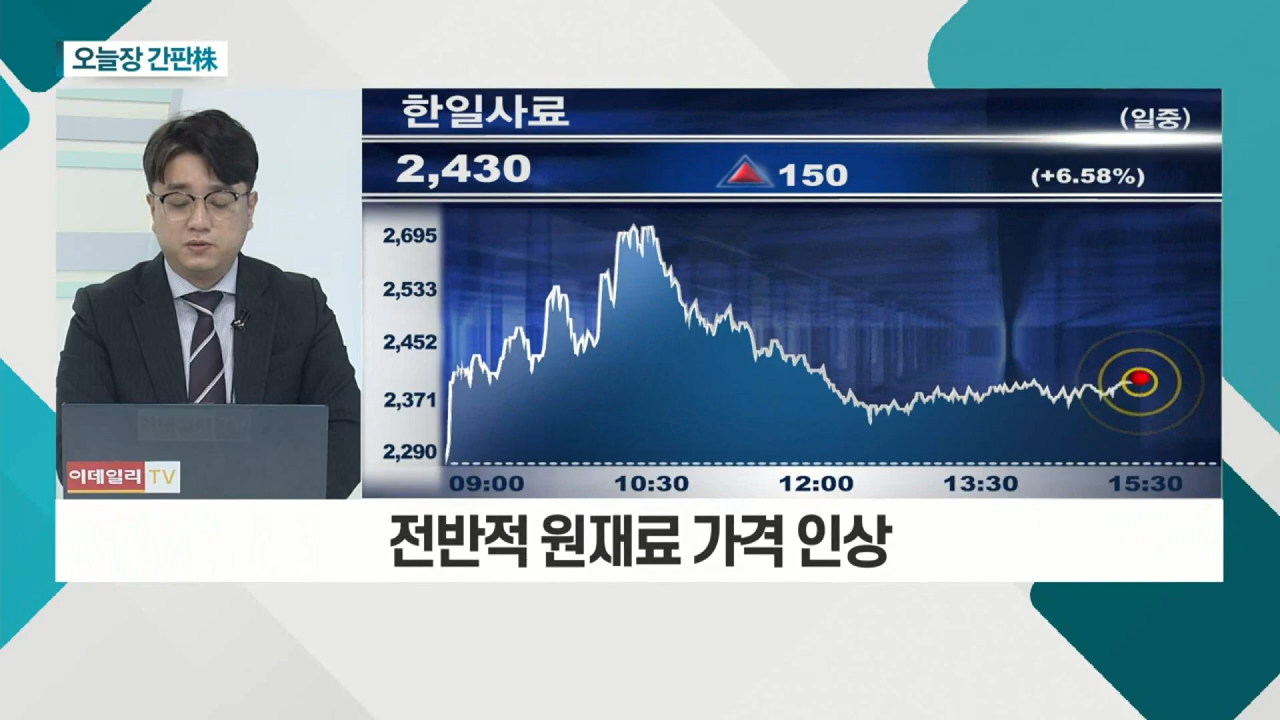 오늘장 간판株
한일사료
(일중)
2,430
150
(+6.58%)
2,695
2,533
2,452
2,371
2,290
09:00
10:30
12:00
13:30
15:30
이데일리 TV
전반적 원재료 가격 인상